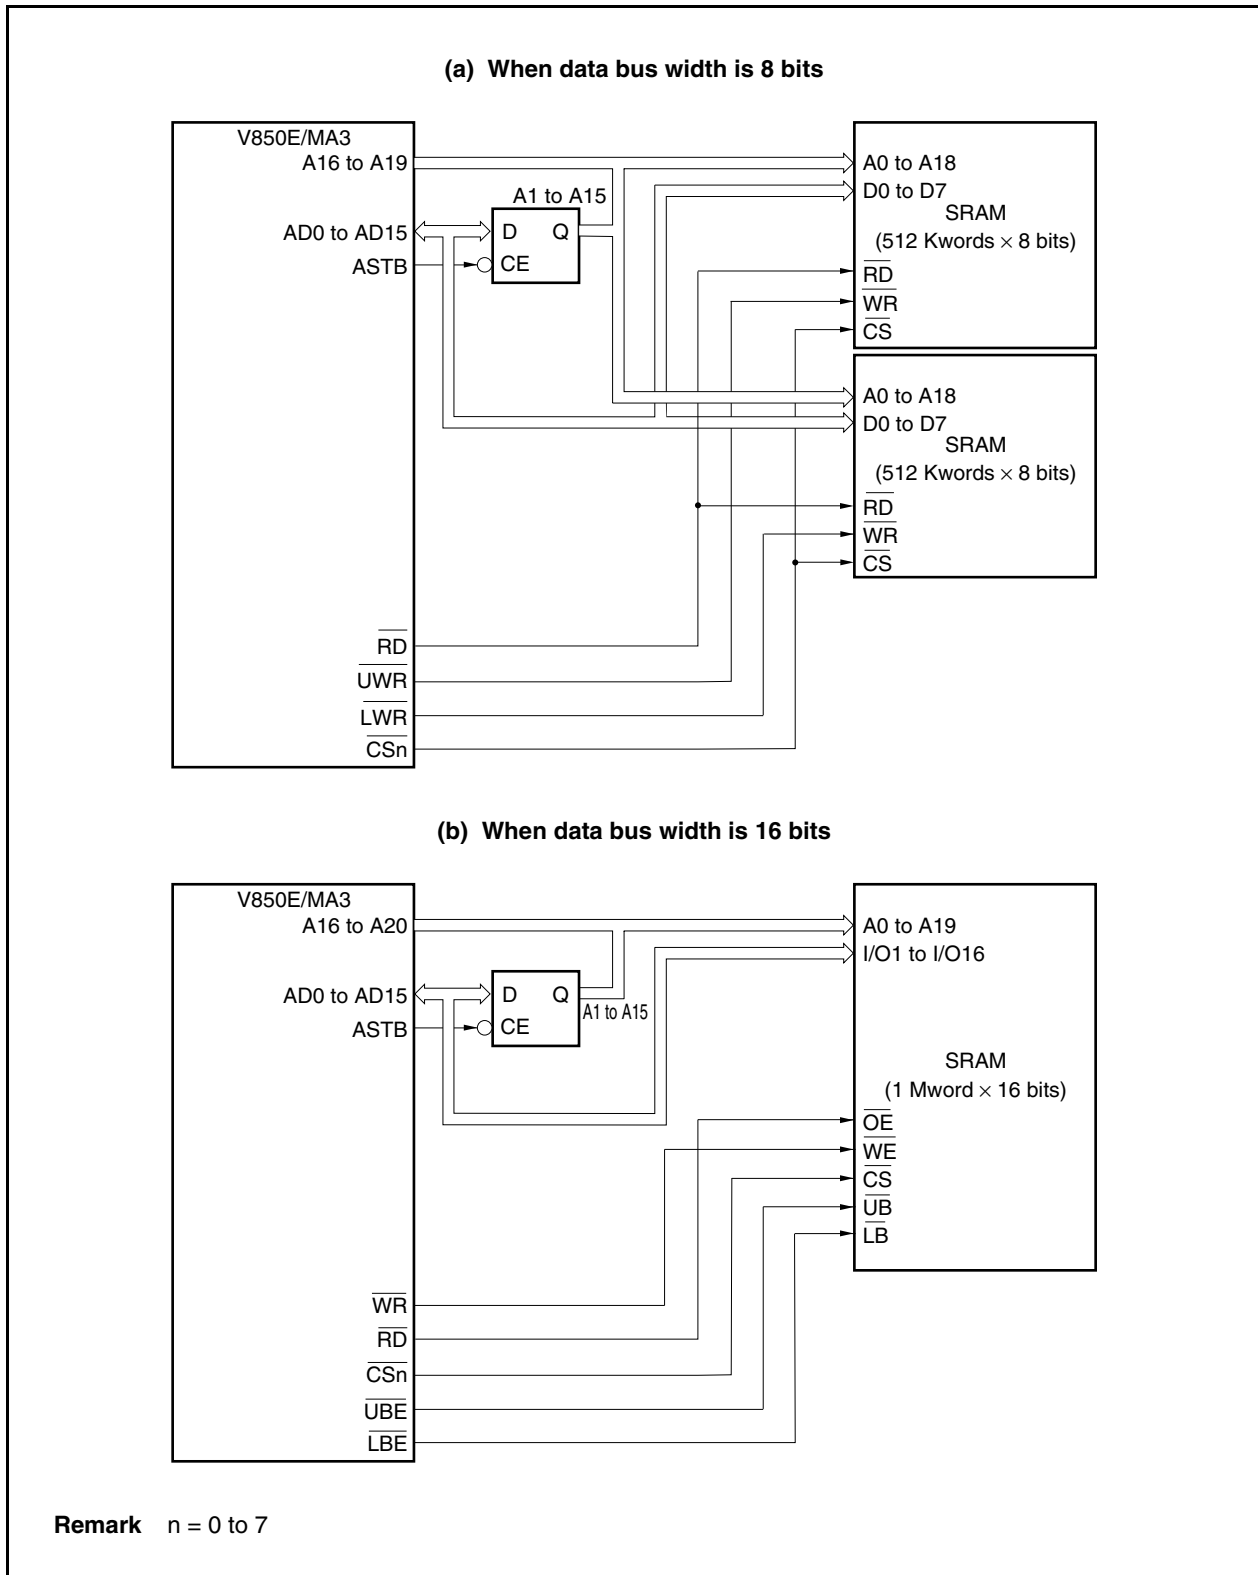 (a) When data bus width is 8 bits
V850E/MA3
A16 to A19
A1 to A15
AD0 to AD15
D Q
ASTB
CE
A0 to A18
D0 to D7
SRAM
(512 Kwords × 8 bits)
RD
WR
CS
A0 to A18
D0 to D7
SRAM
(512 Kwords × 8 bits)
RD
WR
CS
RD
UWR
LWR
CSn
(b) When data bus width is 16 bits
V850E/MA3
A16 to A20
AD0 to AD15
D Q
A1 to A15
ASTB
CE
A0 to A19
I/O1 to I/O16
SRAM
(1 Mword × 16 bits)
OE
WE
CS
UB
LB
WR
RD
CSn
UBE
LBE
Remark n = 0 to 7